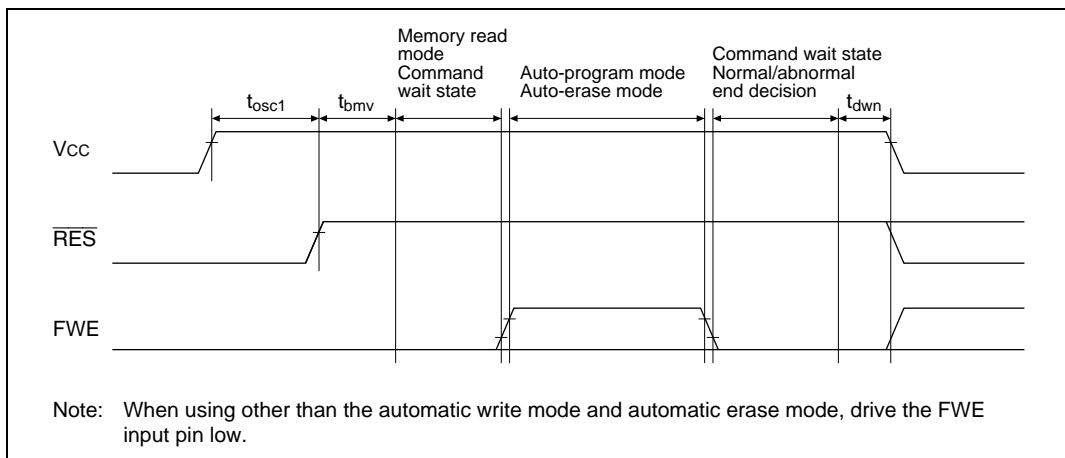 Memory read
mode
Command
wait state
Auto-program mode
Auto-erase mode
Command wait state
Normal/abnormal
end decision
tosc1
tbmv
tdwn
VCC
RES
FWE
Note: When using other than the automatic write mode and automatic erase mode, drive the FWE
input pin low.